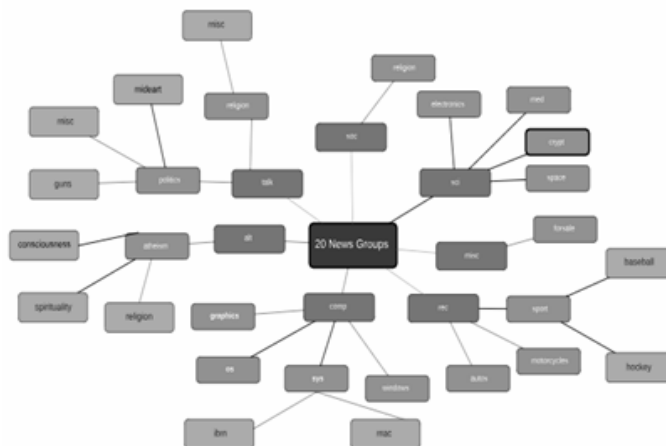 misc
religion
mideart
misc
guns
politics
talk
religion
soc
electronics
med
crypt
space
sci
20 News Groups
alt
atheism
consciousness
spirituality
religion
misc
forsale
baseball
sport
hockey
rec
motorcycles
autos
comp
graphics
os
sys
windows
ibm
mac